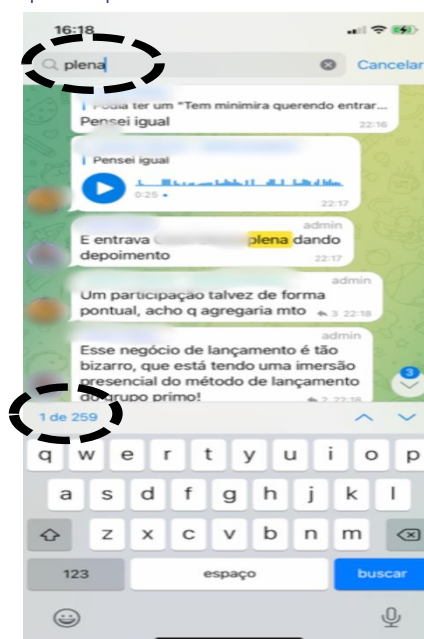 16:18
plena
Cancelar
Podia ter um "Tem minimira querendo entrar...
Pensei igual
22:16
Pensei igual
0:25
22:17
admin
E entrava plena dando
depoimento
22:17
admin
Um participação talvez de forma
pontual, acho q agregaria mto
3 22:18
admin
Esse negócio de lançamento é tão
bizarro, que está tendo uma imersão
presencial do método de lançamento
do grupo primo!
2 22:18
3
1 de 259
q w e r t y u i o p
a s d f g h j k l
z x c v b n m
123 espaço buscar